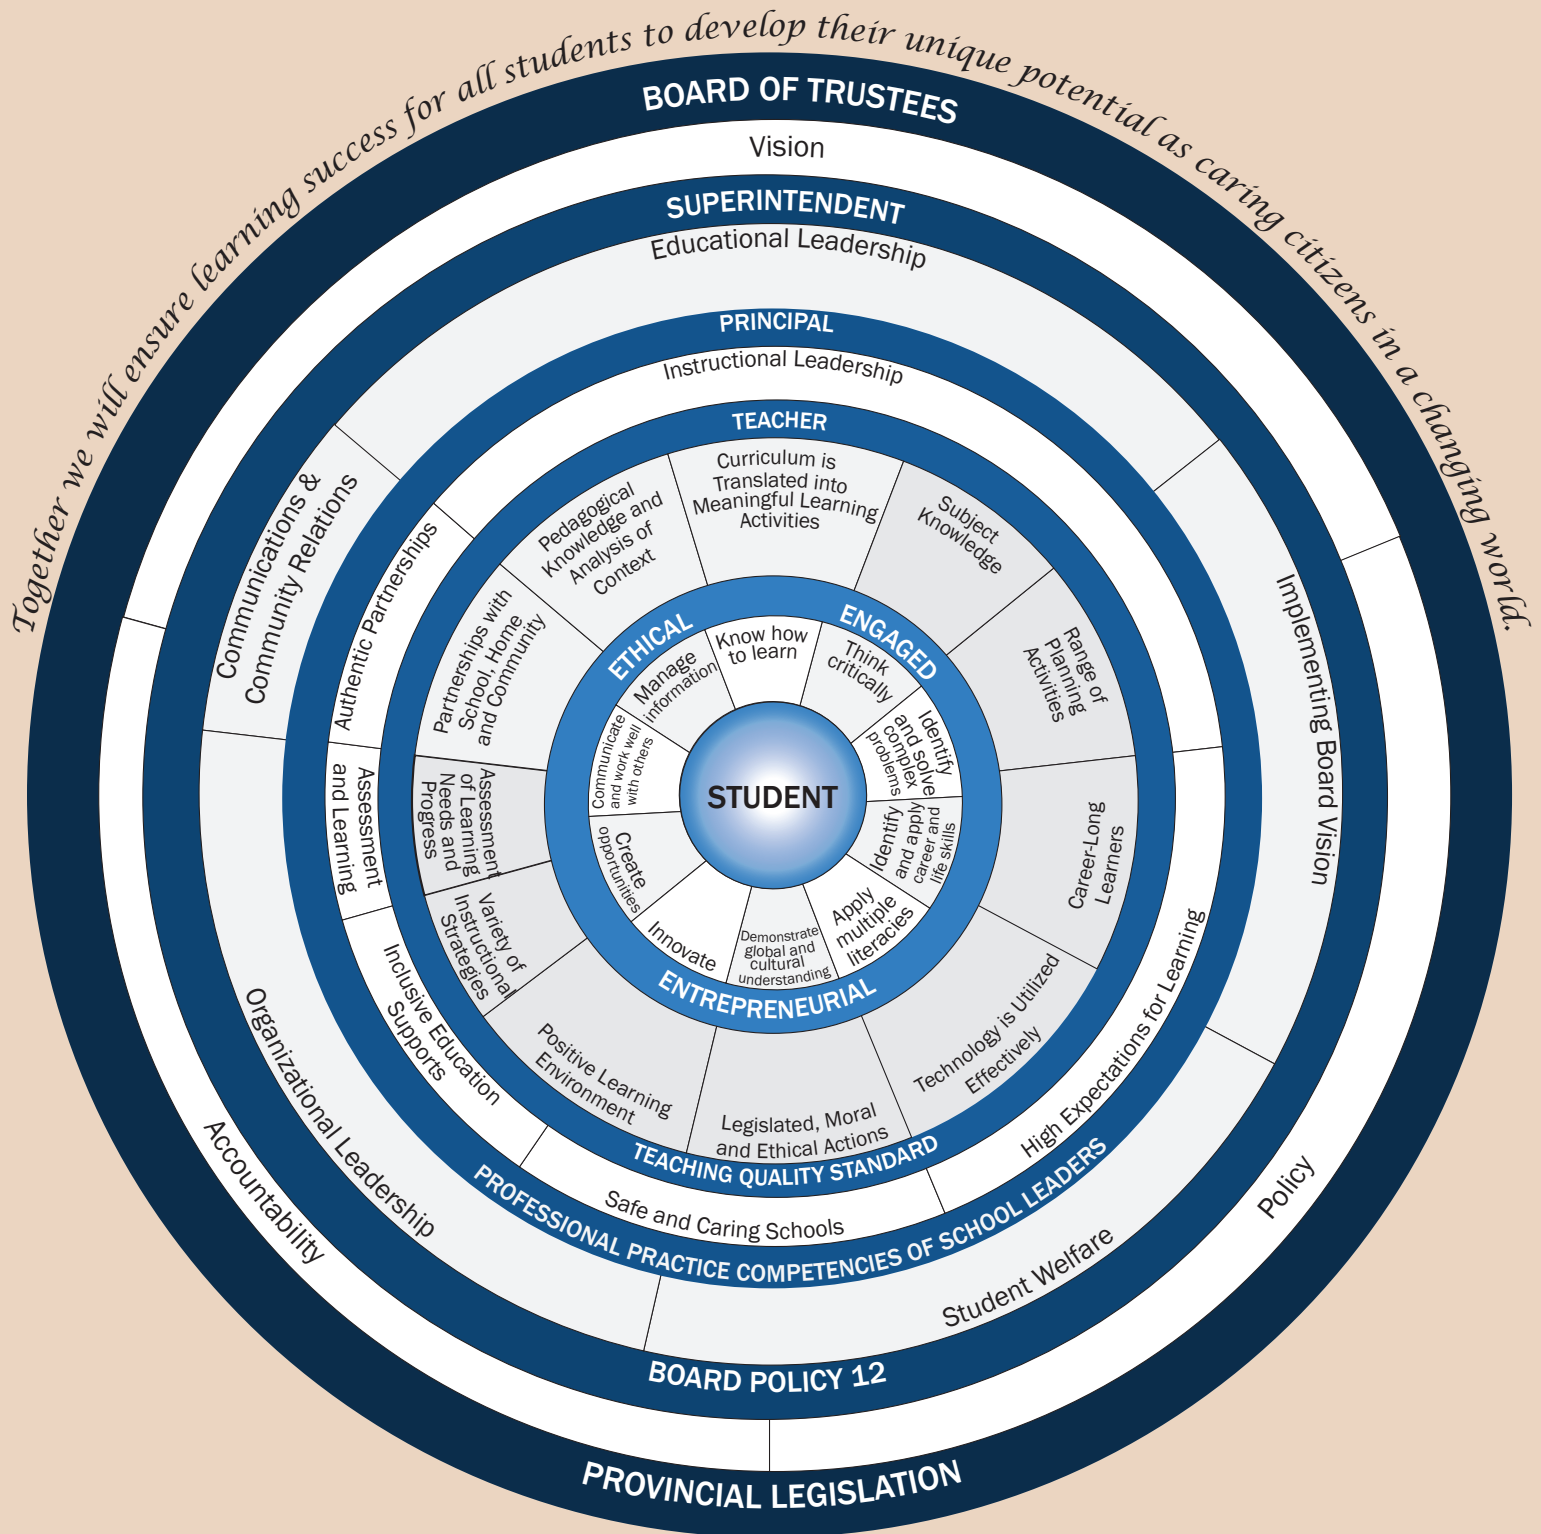 Together we will ensure learning success for all students to develop their unique potential as caring citizens in a changing world.
BOARD OF TRUSTEES
Vision
SUPERINTENDENT
Educational Leadership
PRINCIPAL
Instructional Leadership
TEACHER
Curriculum is
Translated into
Meaningful Learning
Activities
Subject
Knowledge
Range of
Planning
Activities
Career-Long
Learners
Technology is Utilized
Effectively
Legislated, Moral
and Ethical Actions
Positive Learning
Environment
Variety of
Instructional
Strategies
Assessment
of Learning
Needs and
Progress
Partnerships with
School, Home
and Community
Pedagogical
Knowledge and
Analysis of
Context
ETHICAL
ENGAGED
ENTREPRENEURIAL
Know how
to learn
Think
critically
Identify
and solve
complex
problems
Identify
and apply
career and
life skills
Apply
multiple
literacies
Demonstrate
global and
cultural
understanding
Innovate
Create
opportunities
Communicate
and work well
with others
Manage
information
STUDENT
Communications &
Community Relations
Authentic Partnerships
Assessment
and Learning
Inclusive Education
Supports
Safe and Caring Schools
High Expectations for Learning
Implementing Board Vision
Student Welfare
Organizational Leadership
Accountability
Policy
TEACHING QUALITY STANDARD
PROFESSIONAL PRACTICE COMPETENCIES OF SCHOOL LEADERS
BOARD POLICY 12
PROVINCIAL LEGISLATION